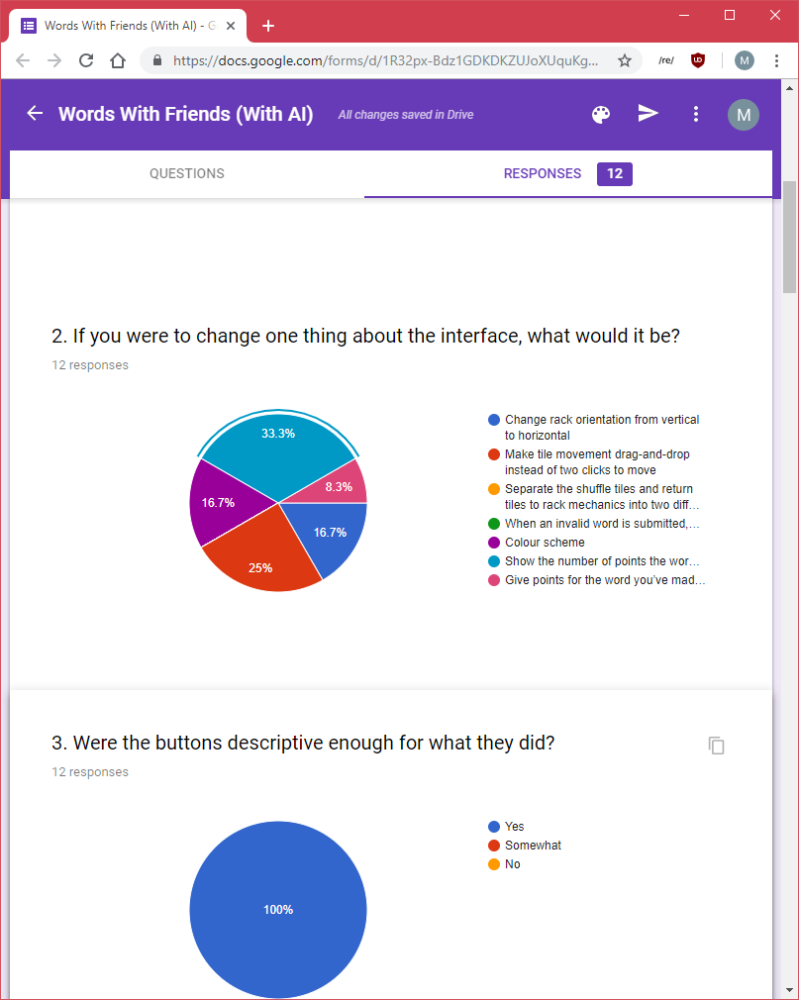 Words With Friends (With AI) - G
https://docs.google.com/forms/d/1R32px-Bdz1GDKDKZUJoXUquKg...
/re/
UD
M
Words With Friends (With AI)
All changes saved in Drive
M
QUESTIONS
RESPONSES 12
2. If you were to change one thing about the interface, what would it be?
12 responses
33.3%
8.3%
16.7%
16.7%
25%
Change rack orientation from vertical
to horizontal
Make tile movement drag-and-drop
instead of two clicks to move
Separate the shuffle tiles and return
tiles to rack mechanics into two diff…
When an invalid word is submitted,…
Colour scheme
Show the number of points the wor…
Give points for the word you’ve mad…
3. Were the buttons descriptive enough for what they did?
12 responses
100%
Yes
Somewhat
No